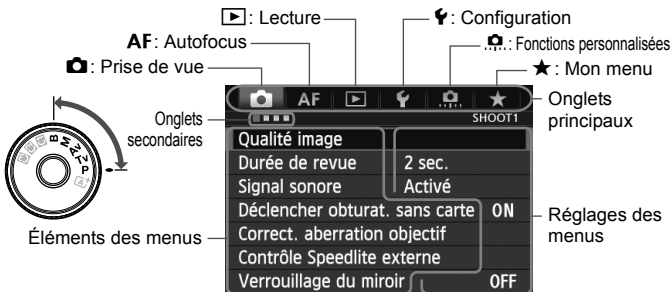 ▶: Lecture
🔧: Configuration
AF: Autofocus
: Fonctions personnalisées
: Prise de vue
★: Mon menu
AF ★
Onglets principaux
Onglets secondaires
SHOOT1
Qualité image
Durée de revue 2 sec.
Signal sonore Activé
Déclencher obturat. sans carte ON
Correct. aberration objectif
Contrôle Speedlite externe
Verrouillage du miroir OFF
Éléments des menus
Réglages des menus
B
M
Av
Tv
P